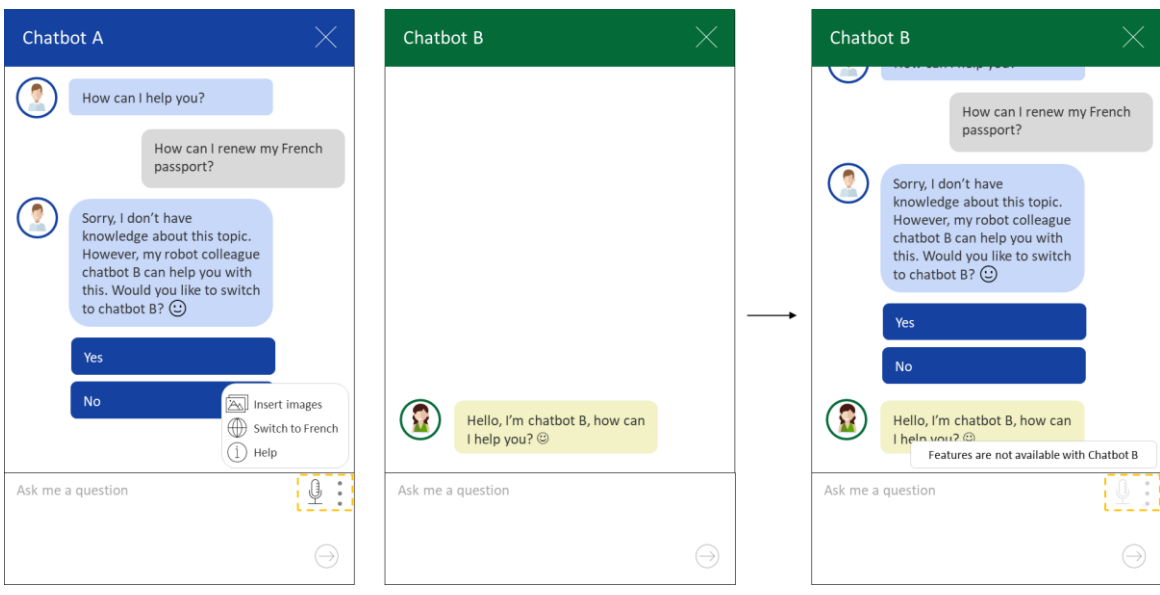 Chatbot A
How can I help you?
How can I renew my French
passport?
Sorry, I don't have
knowledge about this topic.
However, my robot colleague
chatbot B can help you with
this. Would you like to switch
to chatbot B? ☺
Yes
No
Insert images
Switch to French
Help
Ask me a question
Chatbot B
Hello, I'm chatbot B, how can
I help you? ☺
Ask me a question
Chatbot B
How can I renew my French
passport?
Sorry, I don't have
knowledge about this topic.
However, my robot colleague
chatbot B can help you with
this. Would you like to switch
to chatbot B? ☺
Yes
No
Hello, I'm chatbot B, how can
I help you? ☺
Features are not available with Chatbot B
Ask me a question